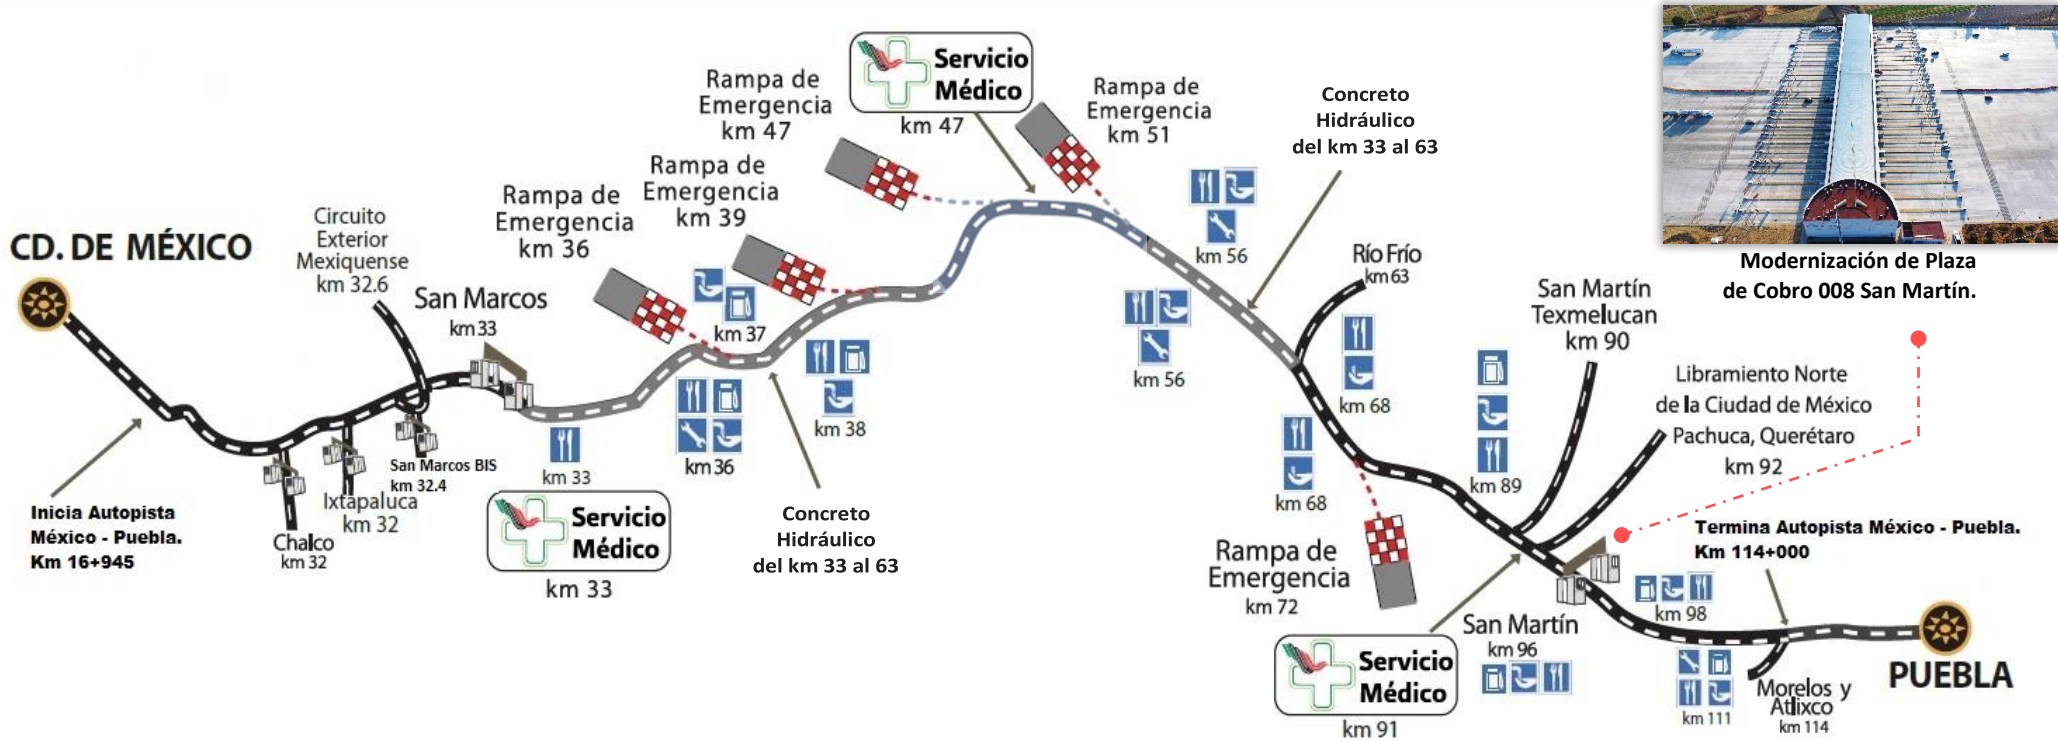 CD. DE MÉXICO
Inicia Autopista
México - Puebla.
Km 16+945
Circuito
Exterior
Mexiquense
km 32.6
Chalco
km 32
Ixtapaluca
km 32
San Marcos BIS
km 32.4
San Marcos
km 33
km 33
Servicio
Médico
km 33
Rampa de
Emergencia
km 36
km 37
km 36
Rampa de
Emergencia
km 39
km 38
Concreto
Hidráulico
del km 33 al 63
Rampa de
Emergencia
km 47
Servicio
Médico
km 47
Rampa de
Emergencia
km 51
km 56
km 56
Concreto
Hidráulico
del km 33 al 63
Río Frío
km 63
km 68
km 68
Rampa de
Emergencia
km 72
km 89
San Martín
Texmelucan
km 90
Servicio
Médico
km 91
Libramiento Norte
de la Ciudad de México
Pachuca, Querétaro
km 92
Modernización de Plaza
de Cobro 008 San Martín.
San Martín
km 96
km 98
Termina Autopista México - Puebla.
Km 114+000
km 111
Morelos y
Atlixco
km 114
PUEBLA